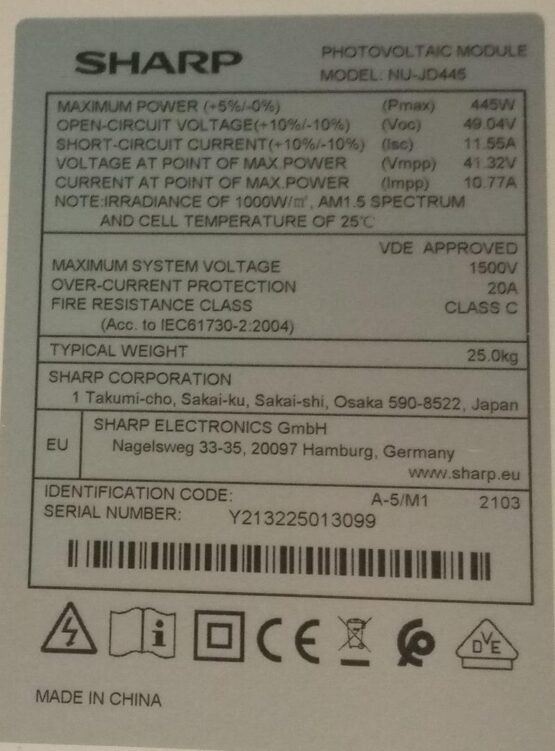 SHARP
PHOTOVOLTAIC MODULE
MODEL: NU-JD445
MAXIMUM POWER (+5%/-0%) (Pmax) 445W
OPEN-CIRCUIT VOLTAGE(+10%/-10%) (Voc) 49.04V
SHORT-CIRCUIT CURRENT(+10%/-10%) (Isc) 11.55A
VOLTAGE AT POINT OF MAX.POWER (Vmpp) 41.32V
CURRENT AT POINT OF MAX.POWER (Impp) 10.77A
NOTE:IRRADIANCE OF 1000W/㎡, AM1.5 SPECTRUM
AND CELL TEMPERATURE OF 25℃
VDE APPROVED
MAXIMUM SYSTEM VOLTAGE 1500V
OVER-CURRENT PROTECTION 20A
FIRE RESISTANCE CLASS CLASS C
(Acc. to IEC61730-2:2004)
TYPICAL WEIGHT 25.0kg
SHARP CORPORATION
1 Takumi-cho, Sakai-ku, Sakai-shi, Osaka 590-8522, Japan
EU
SHARP ELECTRONICS GmbH
Nagelsweg 33-35, 20097 Hamburg, Germany
www.sharp.eu
IDENTIFICATION CODE: A-5/M1 2103
SERIAL NUMBER: Y213225013099
i CE DVE
MADE IN CHINA